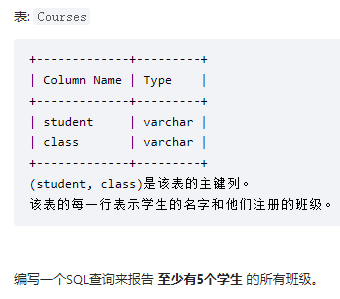 表: Courses
+-------------+---------+
| Column Name | Type    |
+-------------+---------+
| student     | varchar |
| class       | varchar |
+-------------+---------+
(student, class)是该表的主键列。
该表的每一行表示学生的名字和他们注册的班级。
编写一个SQL查询来报告 至少有5个学生 的所有班级。